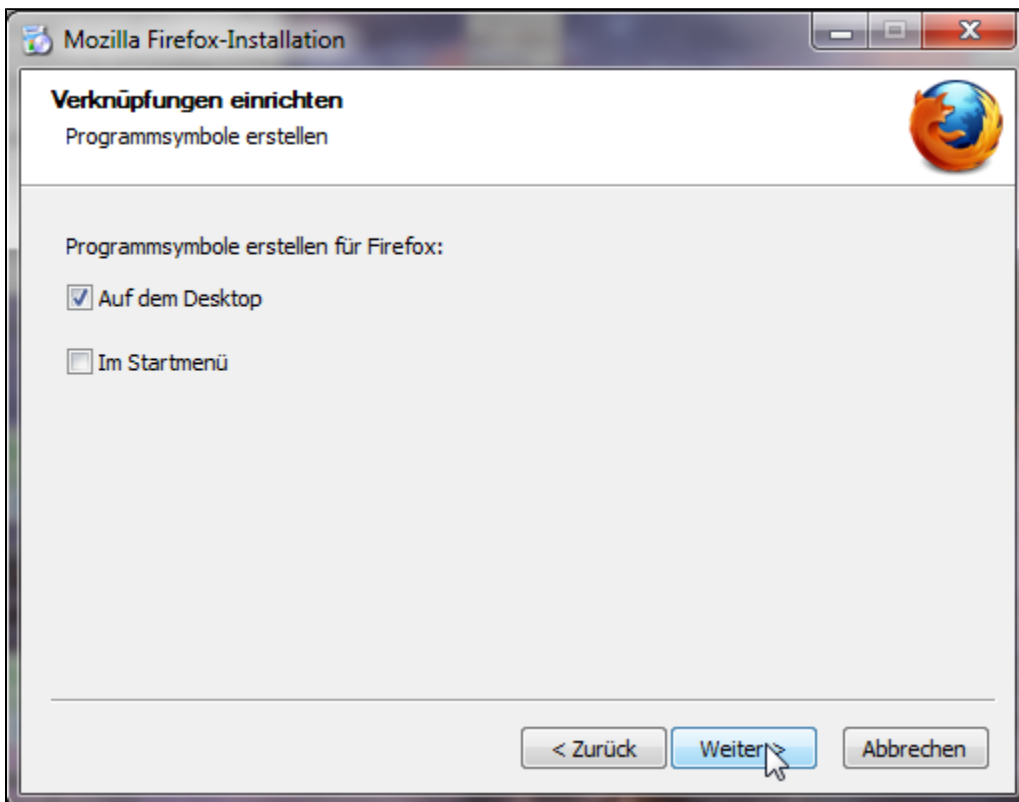 Mozilla Firefox-Installation
Verknüpfungen einrichten
Programmsymbole erstellen
Programmsymbole erstellen für Firefox:
Auf dem Desktop
Im Startmenü
< Zurück
Weiter >
Abbrechen